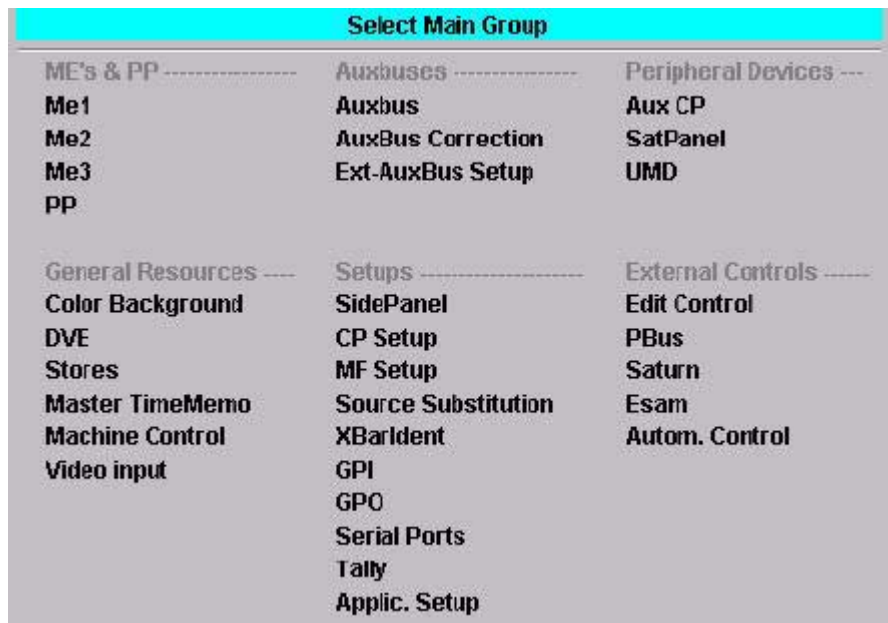 Select Main Group
ME's & PP ------------------
Me1
Me2
Me3
PP
Auxbuses -----------------
Auxbus
AuxBus Correction
Ext-AuxBus Setup
Peripheral Devices ---
Aux CP
SatPanel
UMD
General Resources ----
Color Background
DVE
Stores
Master TimeMemo
Machine Control
Video input
Setups ----------------------
SidePanel
CP Setup
MF Setup
Source Substitution
XBarIdent
GPI
GPO
Serial Ports
Tally
Applic. Setup
External Controls ------
Edit Control
PBus
Saturn
Esam
Autom. Control